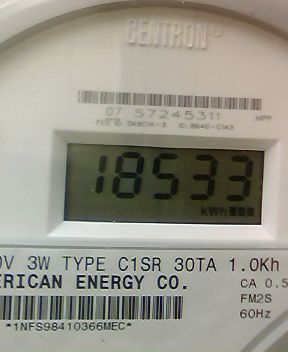 CENTRON®
07 57245311 HPP
18533
kWh
V 3W TYPE C1SR 30TA 1.0Kh
ERICAN ENERGY CO. CA 0.5
FM2S
*1NFS98410366MEC* 60Hz